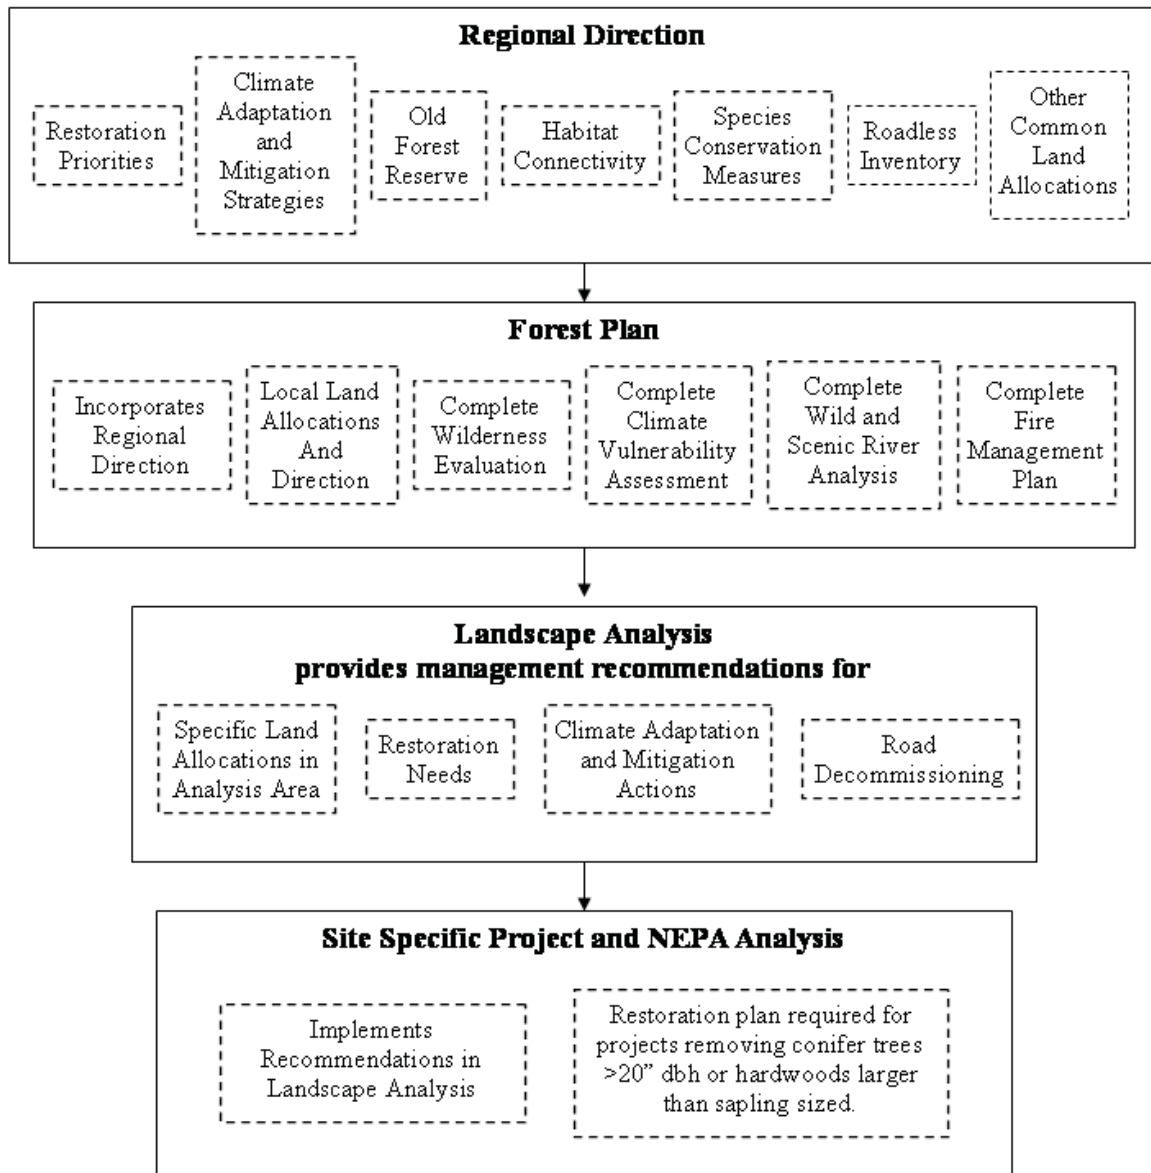 Regional Direction
Restoration
Priorities
Climate
Adaptation
and
Mitigation
Strategies
Old
Forest
Reserve
Habitat
Connectivity
Species
Conservation
Measures
Roadless
Inventory
Other
Common
Land
Allocations
Forest Plan
Incorporates
Regional
Direction
Local Land
Allocations
And
Direction
Complete
Wilderness
Evaluation
Complete
Climate
Vulnerability
Assessment
Complete
Wild and
Scenic River
Analysis
Complete
Fire
Management
Plan
Landscape Analysis
provides management recommendations for
Specific Land
Allocations in
Analysis Area
Restoration
Needs
Climate Adaptation
and Mitigation
Actions
Road
Decommissioning
Site Specific Project and NEPA Analysis
Implements
Recommendations in
Landscape Analysis
Restoration plan required for
projects removing conifer trees
>20” dbh or hardwoods larger
than sapling sized.